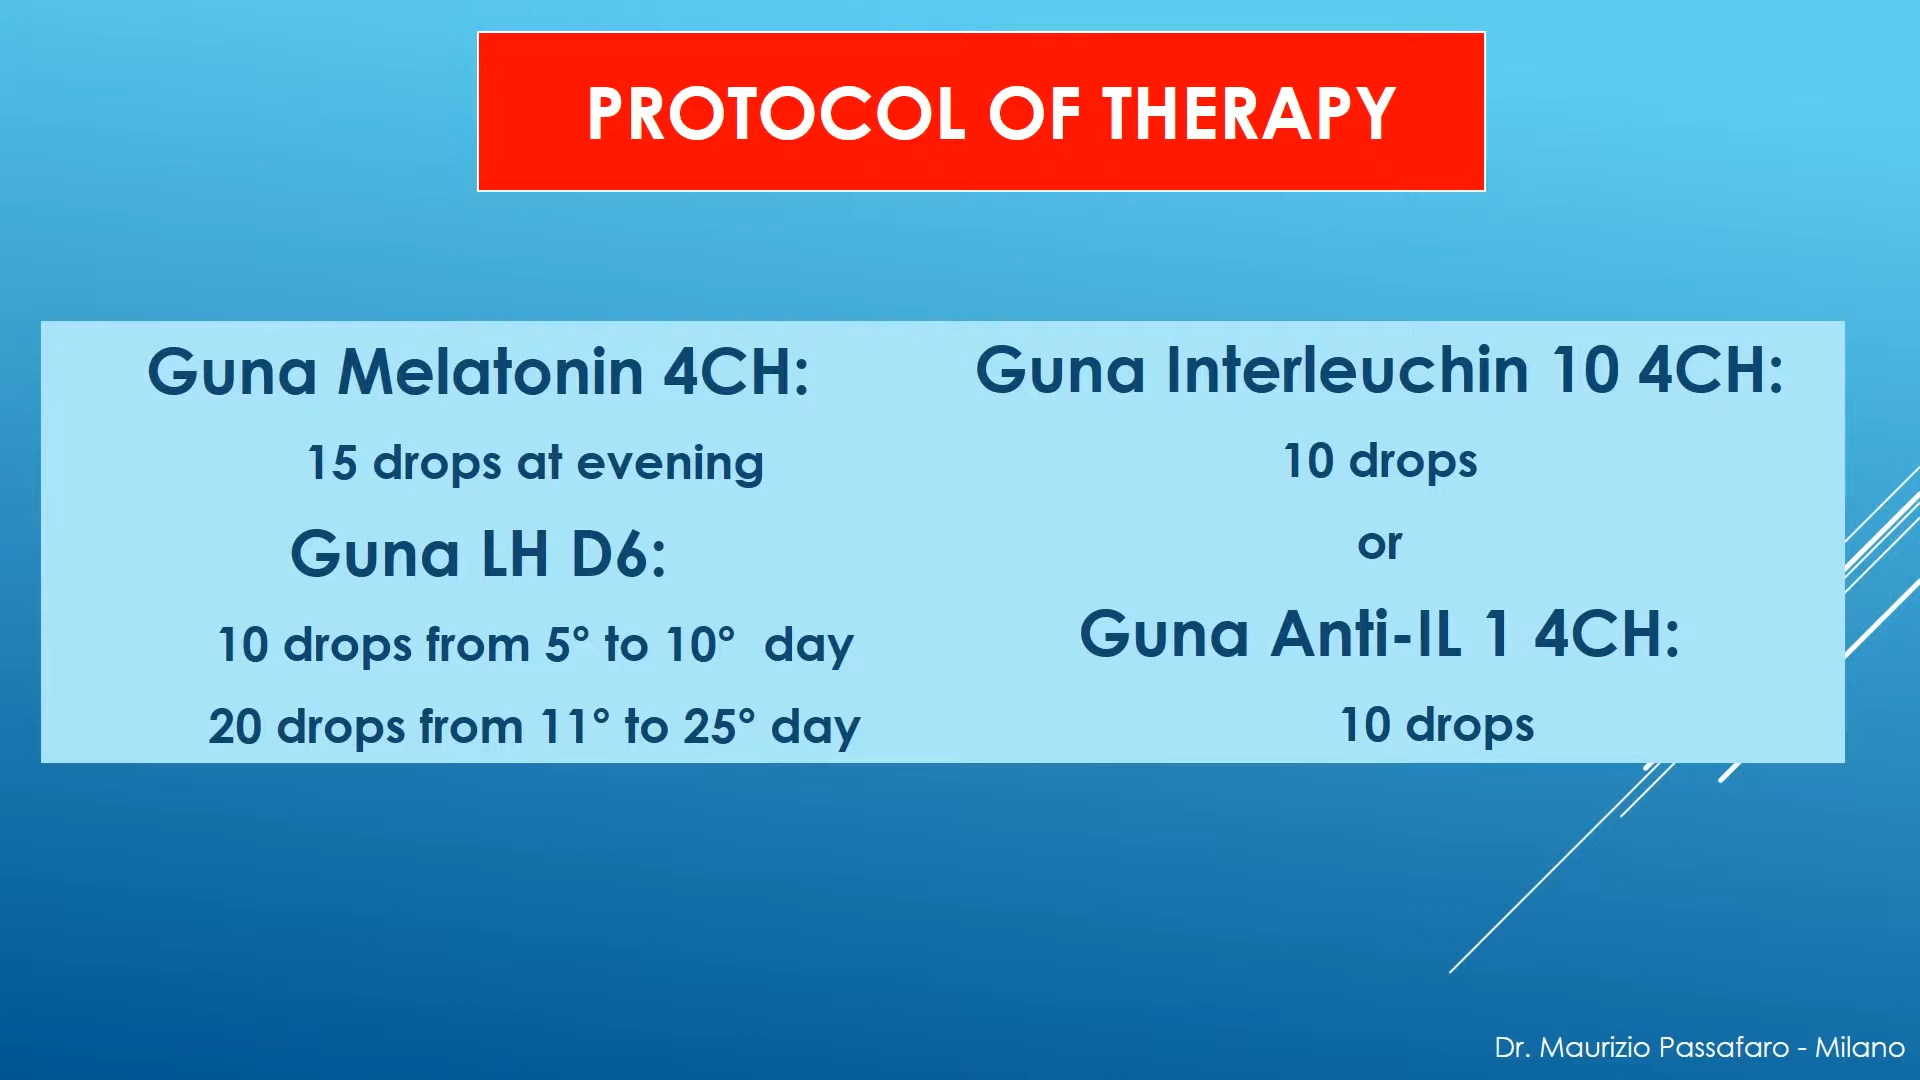 PROTOCOL OF THERAPY
Guna Melatonin 4CH:
15 drops at evening
Guna LH D6:
10 drops from 5° to 10° day
20 drops from 11° to 25° day
Guna Interleuchin 10 4CH:
10 drops
or
Guna Anti-IL 1 4CH:
10 drops
Dr. Maurizio Passafaro - Milano